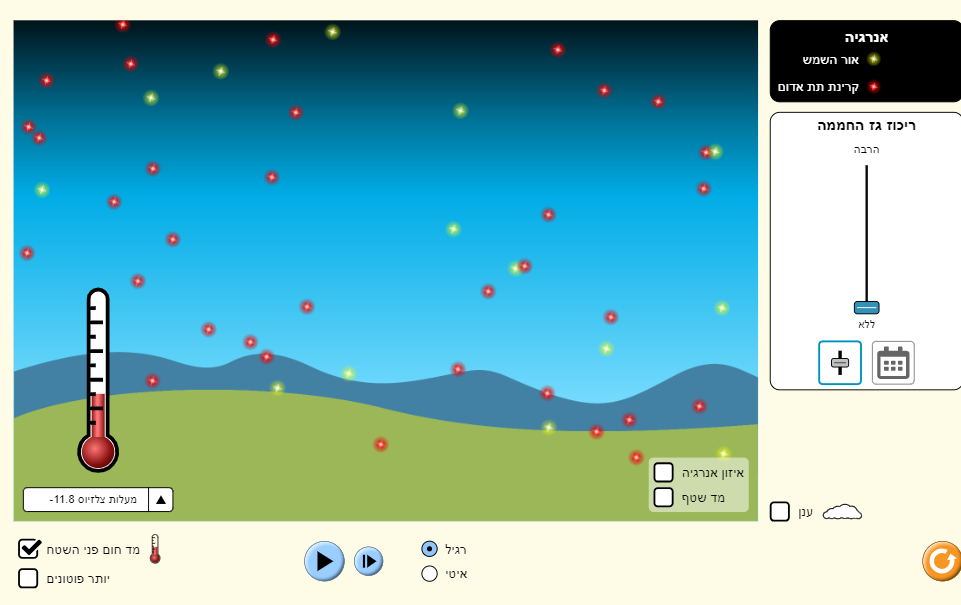 אנרגיה
אור השמש
קרינת תת אדום
ריכוז גז החממה
הרבה
ללא
ענן
איזון אנרגיה
מד שטף
מעלות צלזיוס 11.8-
מד חום פני השטח
יותר פוטונים
רגיל
איטי